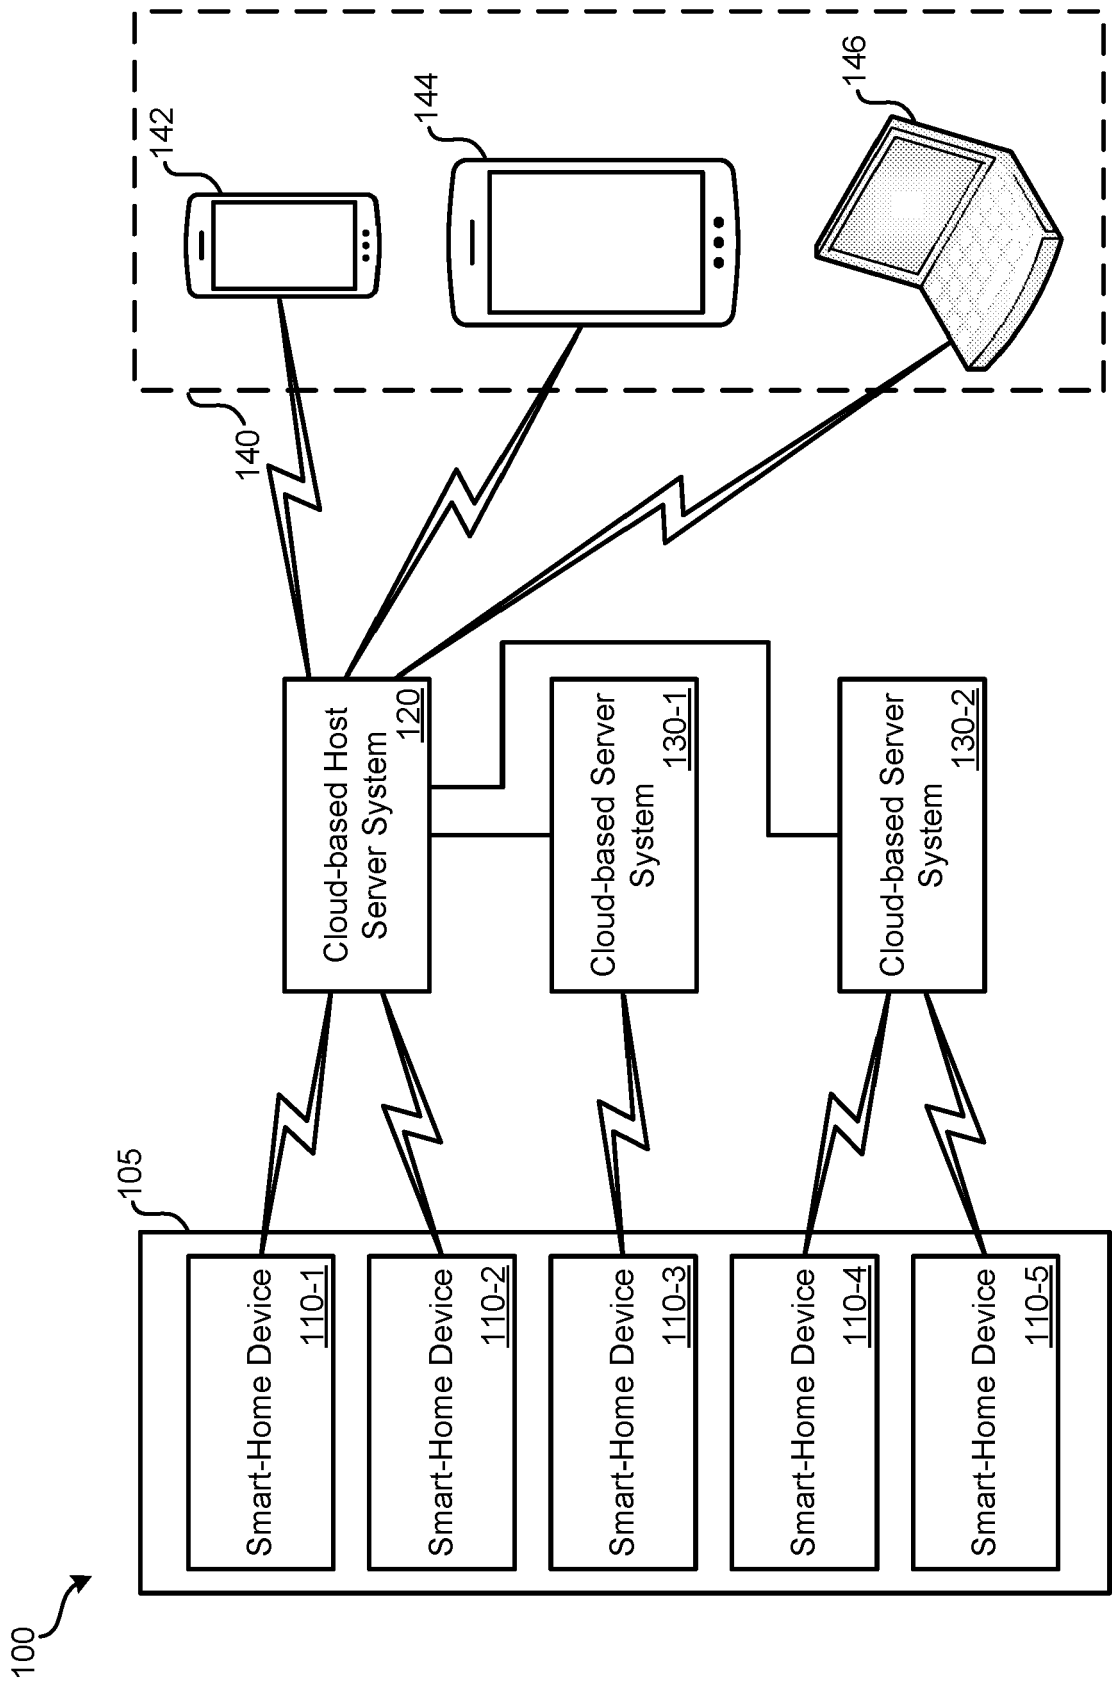 100
105
Smart-Home Device
110-1
Smart-Home Device
110-2
Smart-Home Device
110-3
Smart-Home Device
110-4
Smart-Home Device
110-5
Cloud-based Host
Server System
120
Cloud-based Server
System
130-1
Cloud-based Server
System
130-2
140
142
144
146